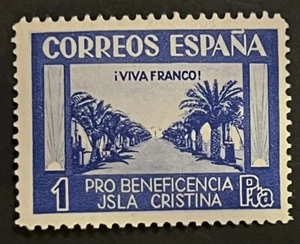 CORREOS ESPAÑA
¡VIVA FRANCO!
1 PRO BENEFICENCIA Pta
JSLA CRISTINA